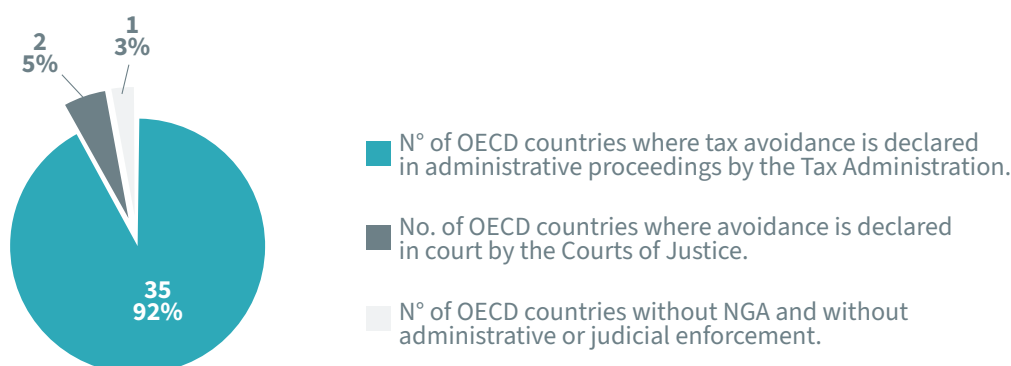 1
3%
2
5%
35
92%
N° of OECD countries where tax avoidance is declared
in administrative proceedings by the Tax Administration.
No. of OECD countries where avoidance is declared
in court by the Courts of Justice.
N° of OECD countries without NGA and without
administrative or judicial enforcement.